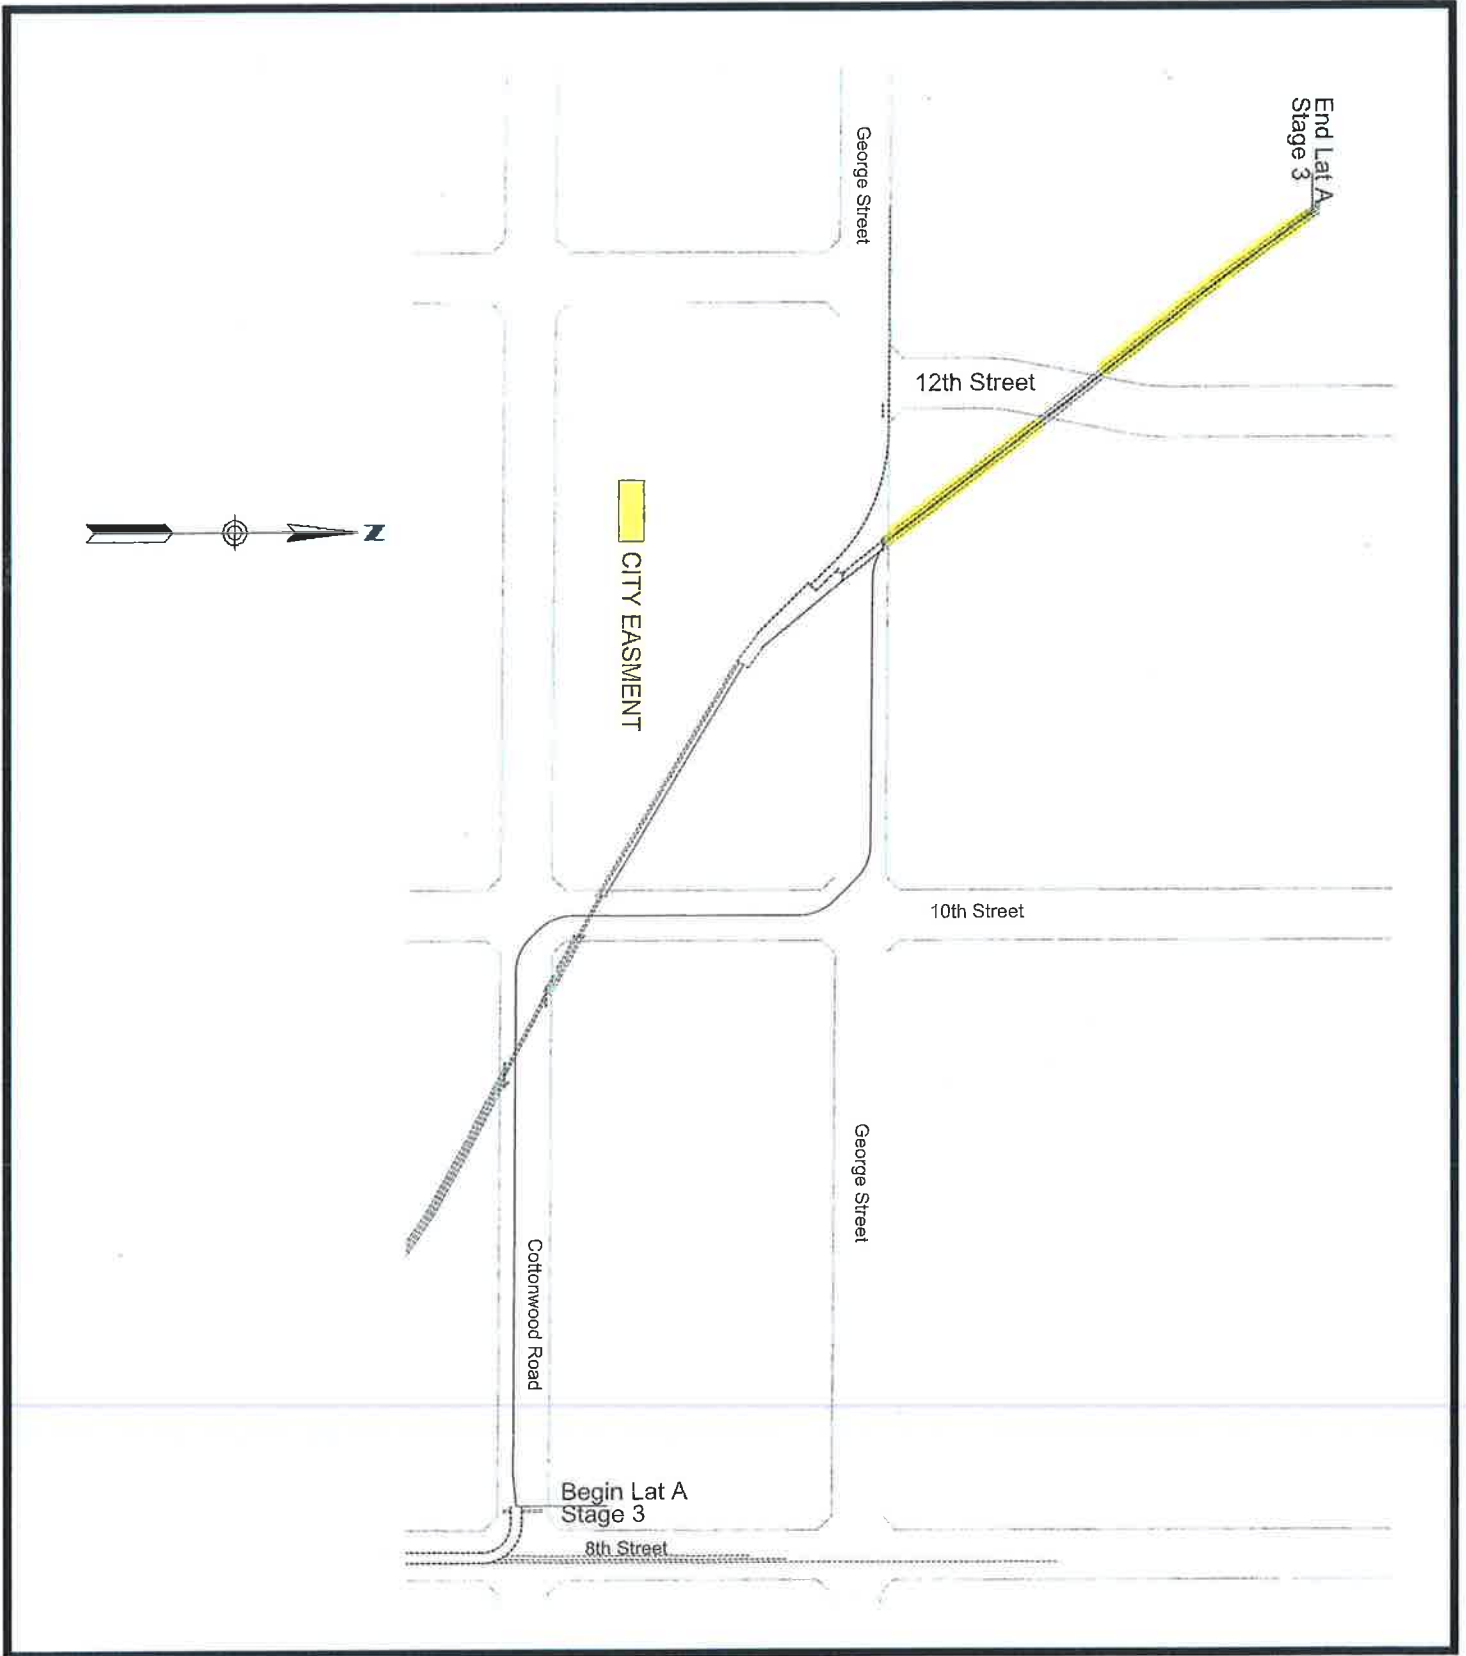 End Lat A
Stage 3
George Street
12th Street
N
CITY EASMENT
10th Street
George Street
Cottonwood Road
Begin Lat A
Stage 3
8th Street